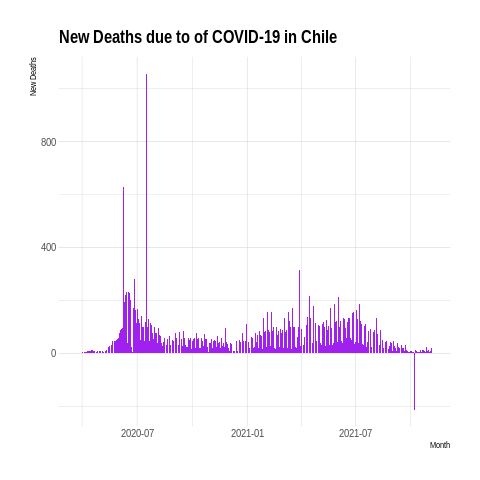 New Deaths due to of COVID-19 in Chile
New Deaths
800
400
0
2020-07
2021-01
2021-07
Month